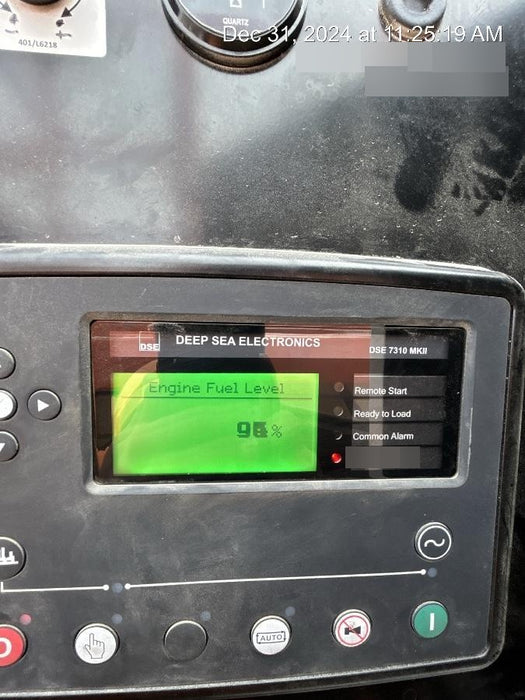 401/L6218
QUARTZ
Dec 31, 2024 at 11:25:19 AM
DSE
DEEP SEA ELECTRONICS
DSE 7310 MKII
Engine Fuel Level
%
Remote Start
Ready to Load
Common Alarm
O
AUTO
I